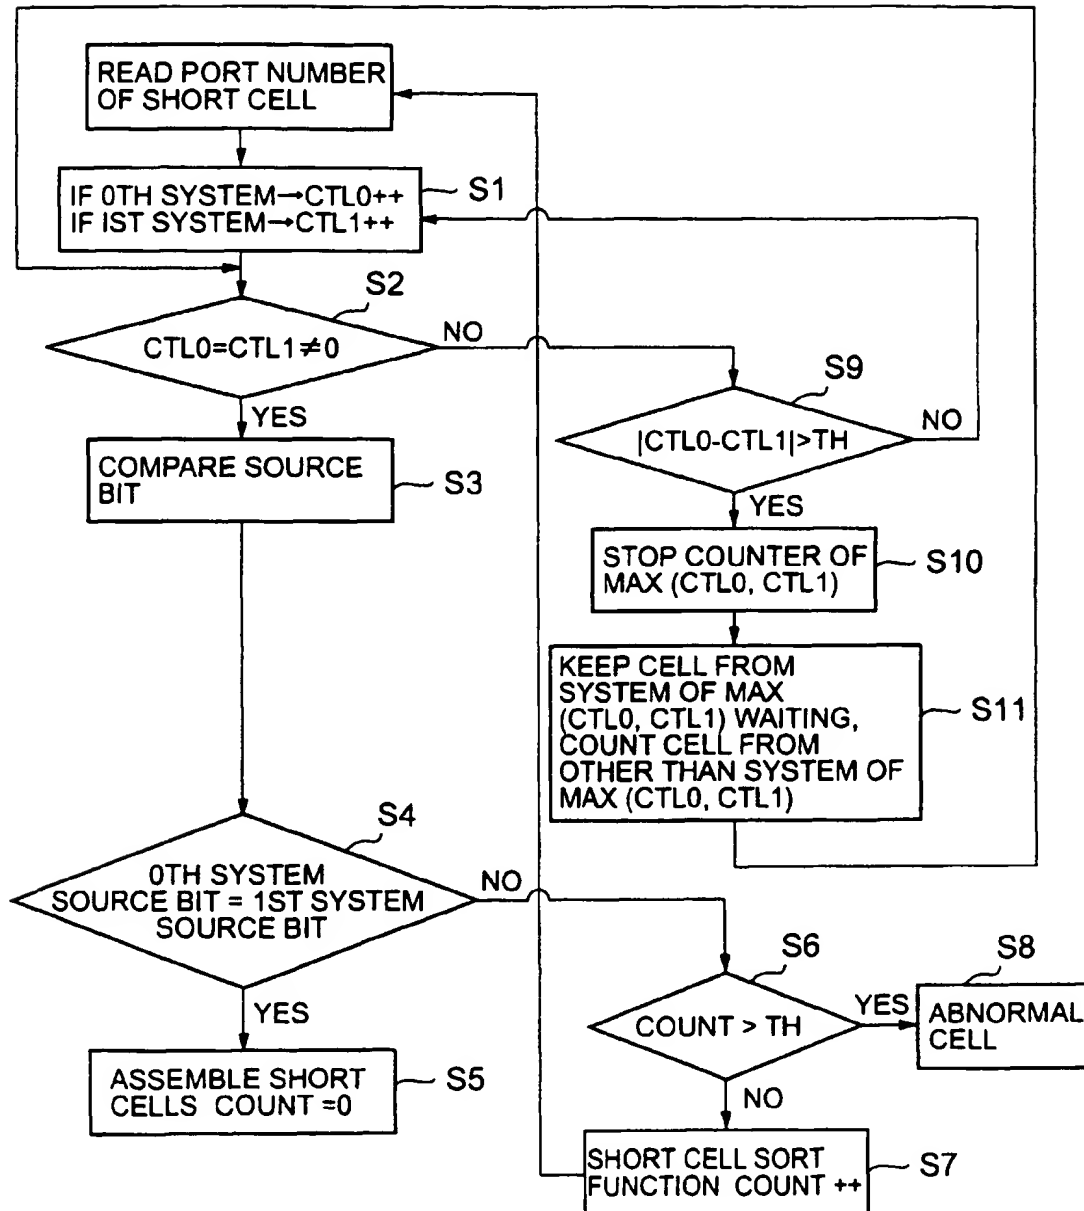 READ PORT NUMBER
OF SHORT CELL
IF 0TH SYSTEM→CTL0++
IF IST SYSTEM→CTL1++
S1
S2
CTL0=CTL1≠0
NO
YES
S9
|CTL0-CTL1|>TH
NO
YES
COMPARE SOURCE
BIT
S3
STOP COUNTER OF
MAX (CTL0, CTL1)
S10
KEEP CELL FROM
SYSTEM OF MAX
(CTL0, CTL1) WAITING,
COUNT CELL FROM
OTHER THAN SYSTEM OF
MAX (CTL0, CTL1)
S11
S4
0TH SYSTEM
SOURCE BIT = 1ST SYSTEM
SOURCE BIT
NO
YES
S6
COUNT > TH
YES
NO
S8
ABNORMAL
CELL
ASSEMBLE SHORT
CELLS COUNT =0
S5
SHORT CELL SORT
FUNCTION COUNT ++
S7